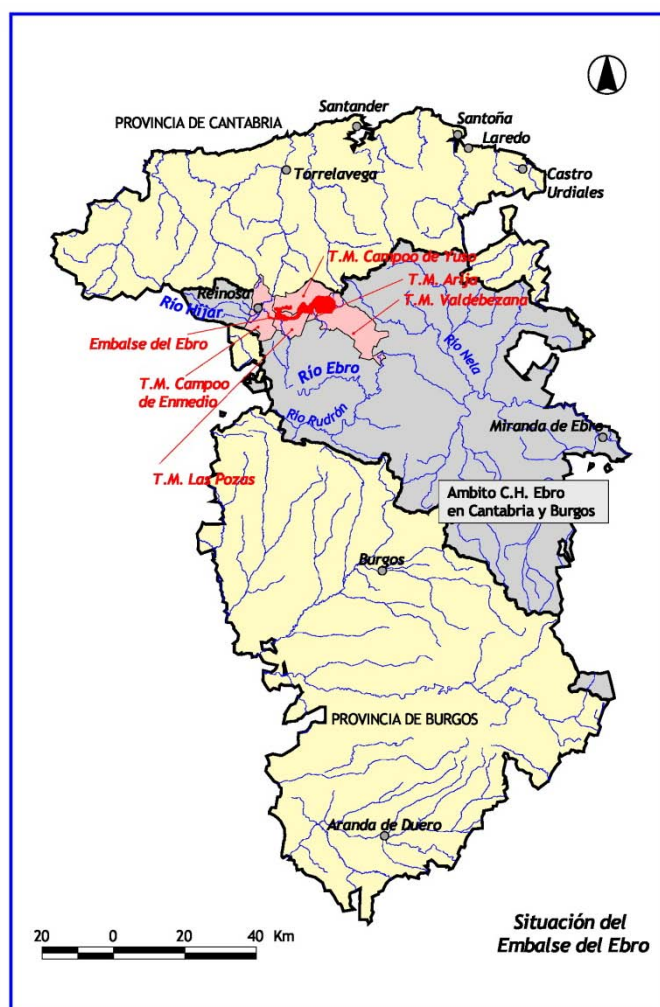 Santander
Santoña
PROVINCIA DE CANTABRIA
Laredo
Torrelavega
Castro
Urdiales
T.M. Campoo de Yuso
T.M. Arija
Reinosa
Río Híjar
T.M. Valdebezana
Embalse del Ebro
Río Nela
Río Ebro
T.M. Campoo
de Enmedio
Río Rudrón
Miranda de Ebro
T.M. Las Pozas
Ambito C.H. Ebro
en Cantabria y Burgos
Burgos
PROVINCIA DE BURGOS
Aranda de Duero
20 0 20 40 Km
Situación del
Embalse del Ebro